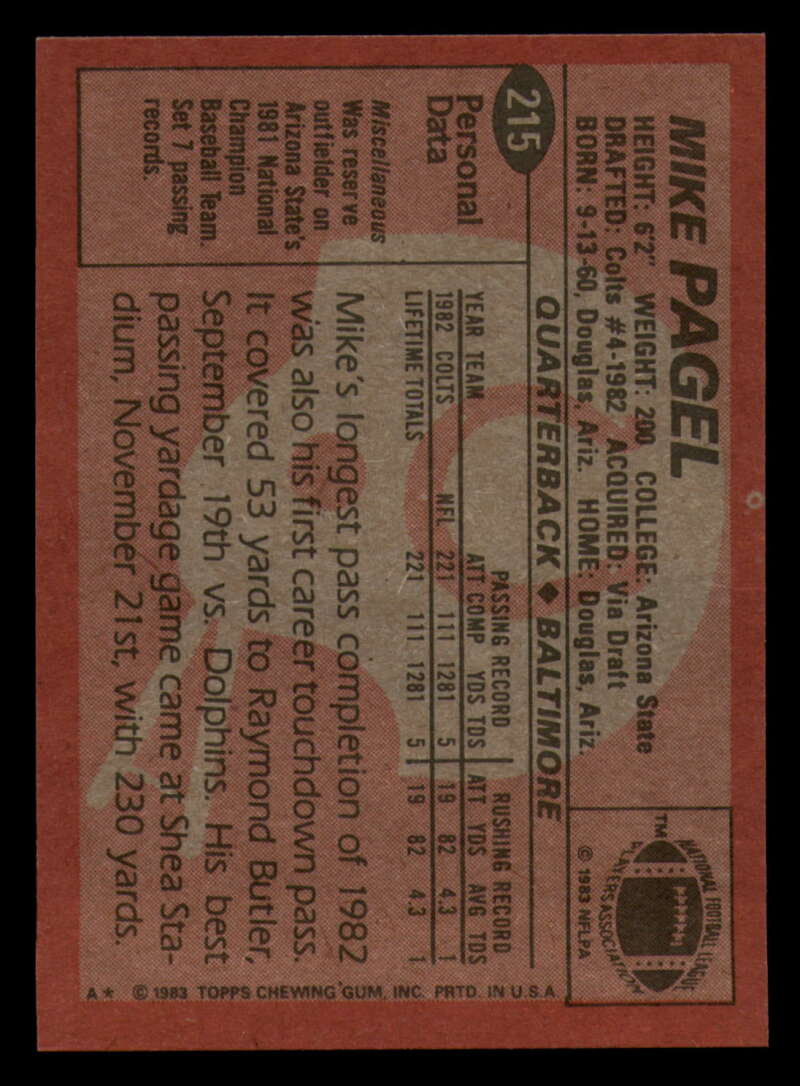 MIKE PAGEL
HEIGHT: 6'2" WEIGHT: 200 COLLEGE: Arizona State
DRAFTED: Colts #4-1982 ACQUIRED: Via Draft
BORN: 9-13-60, Douglas, Ariz. HOME: Douglas, Ariz.
NATIONAL FOOTBALL LEAGUE
PLAYERS ASSOCIATION
TM
© 1983 NFLPA
215
QUARTERBACK ♦ BALTIMORE
Personal
Data
Miscellaneous
Was reserve
outfielder on
Arizona State's
1981 National
Champion
Baseball Team.
Set 7 passing
records.
PASSING RECORD RUSHING RECORD
YEAR TEAM ATT COMP YDS TDS ATT YDS AVG TDS
1982 COLTS NFL 221 111 1281 5 19 82 4.3 1
LIFETIME TOTALS 221 111 1281 5 19 82 4.3 1
Mike's longest pass completion of 1982
was also his first career touchdown pass.
It covered 53 yards to Raymond Butler,
September 19th vs. Dolphins. His best
passing yardage game came at Shea Sta-
dium, November 21st, with 230 yards.
A* © 1983 TOPPS CHEWING GUM, INC. PRTD. IN U.S.A.